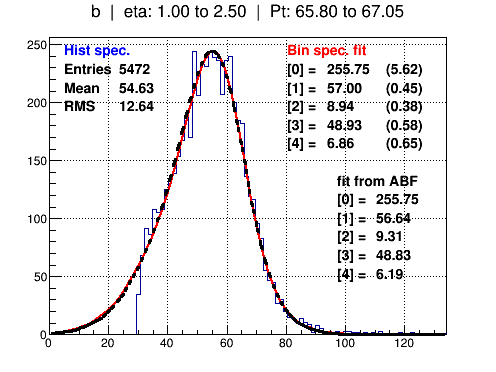 b | eta: 1.00 to 2.50 | Pt: 65.80 to 67.05
Hist spec.
Entries 5472
Mean 54.63
RMS 12.64
Bin spec. fit
[0] = 255.75 (5.62)
[1] = 57.00 (0.45)
[2] = 8.94 (0.38)
[3] = 48.93 (0.58)
[4] = 6.86 (0.65)
fit from ABF
[0] = 255.75
[1] = 56.64
[2] = 9.31
[3] = 48.83
[4] = 6.19
250
200
150
100
50
0
0 20 40 60 80 100 120